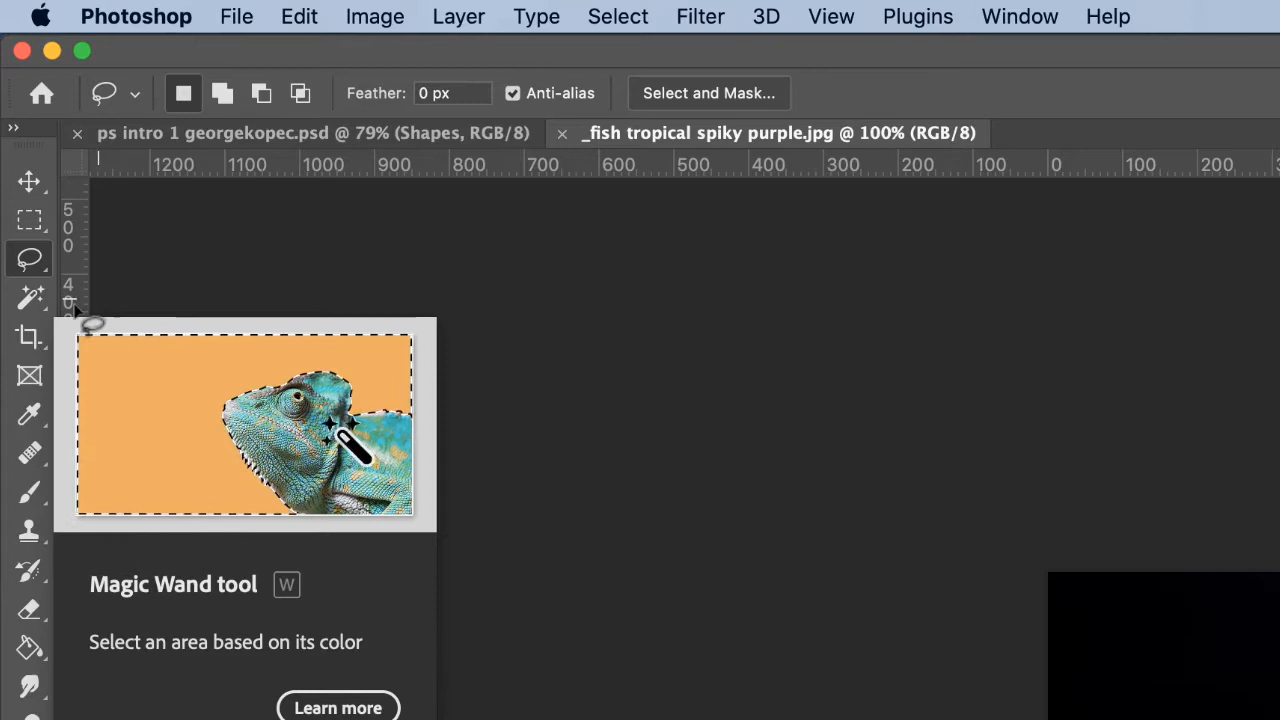 Photoshop File Edit Image Layer Type Select Filter 3D View Plugins Window Help
Feather: 0 px Anti-alias Select and Mask...
ps intro 1 georgekopec.psd @ 79% (Shapes, RGB/8) _fish tropical spiky purple.jpg @ 100% (RGB/8)
1200 1100 1000 900 800 700 600 500 400 300 200 100 0 100 200
5
0
0
4
0
Magic Wand tool W
Select an area based on its color
Learn more